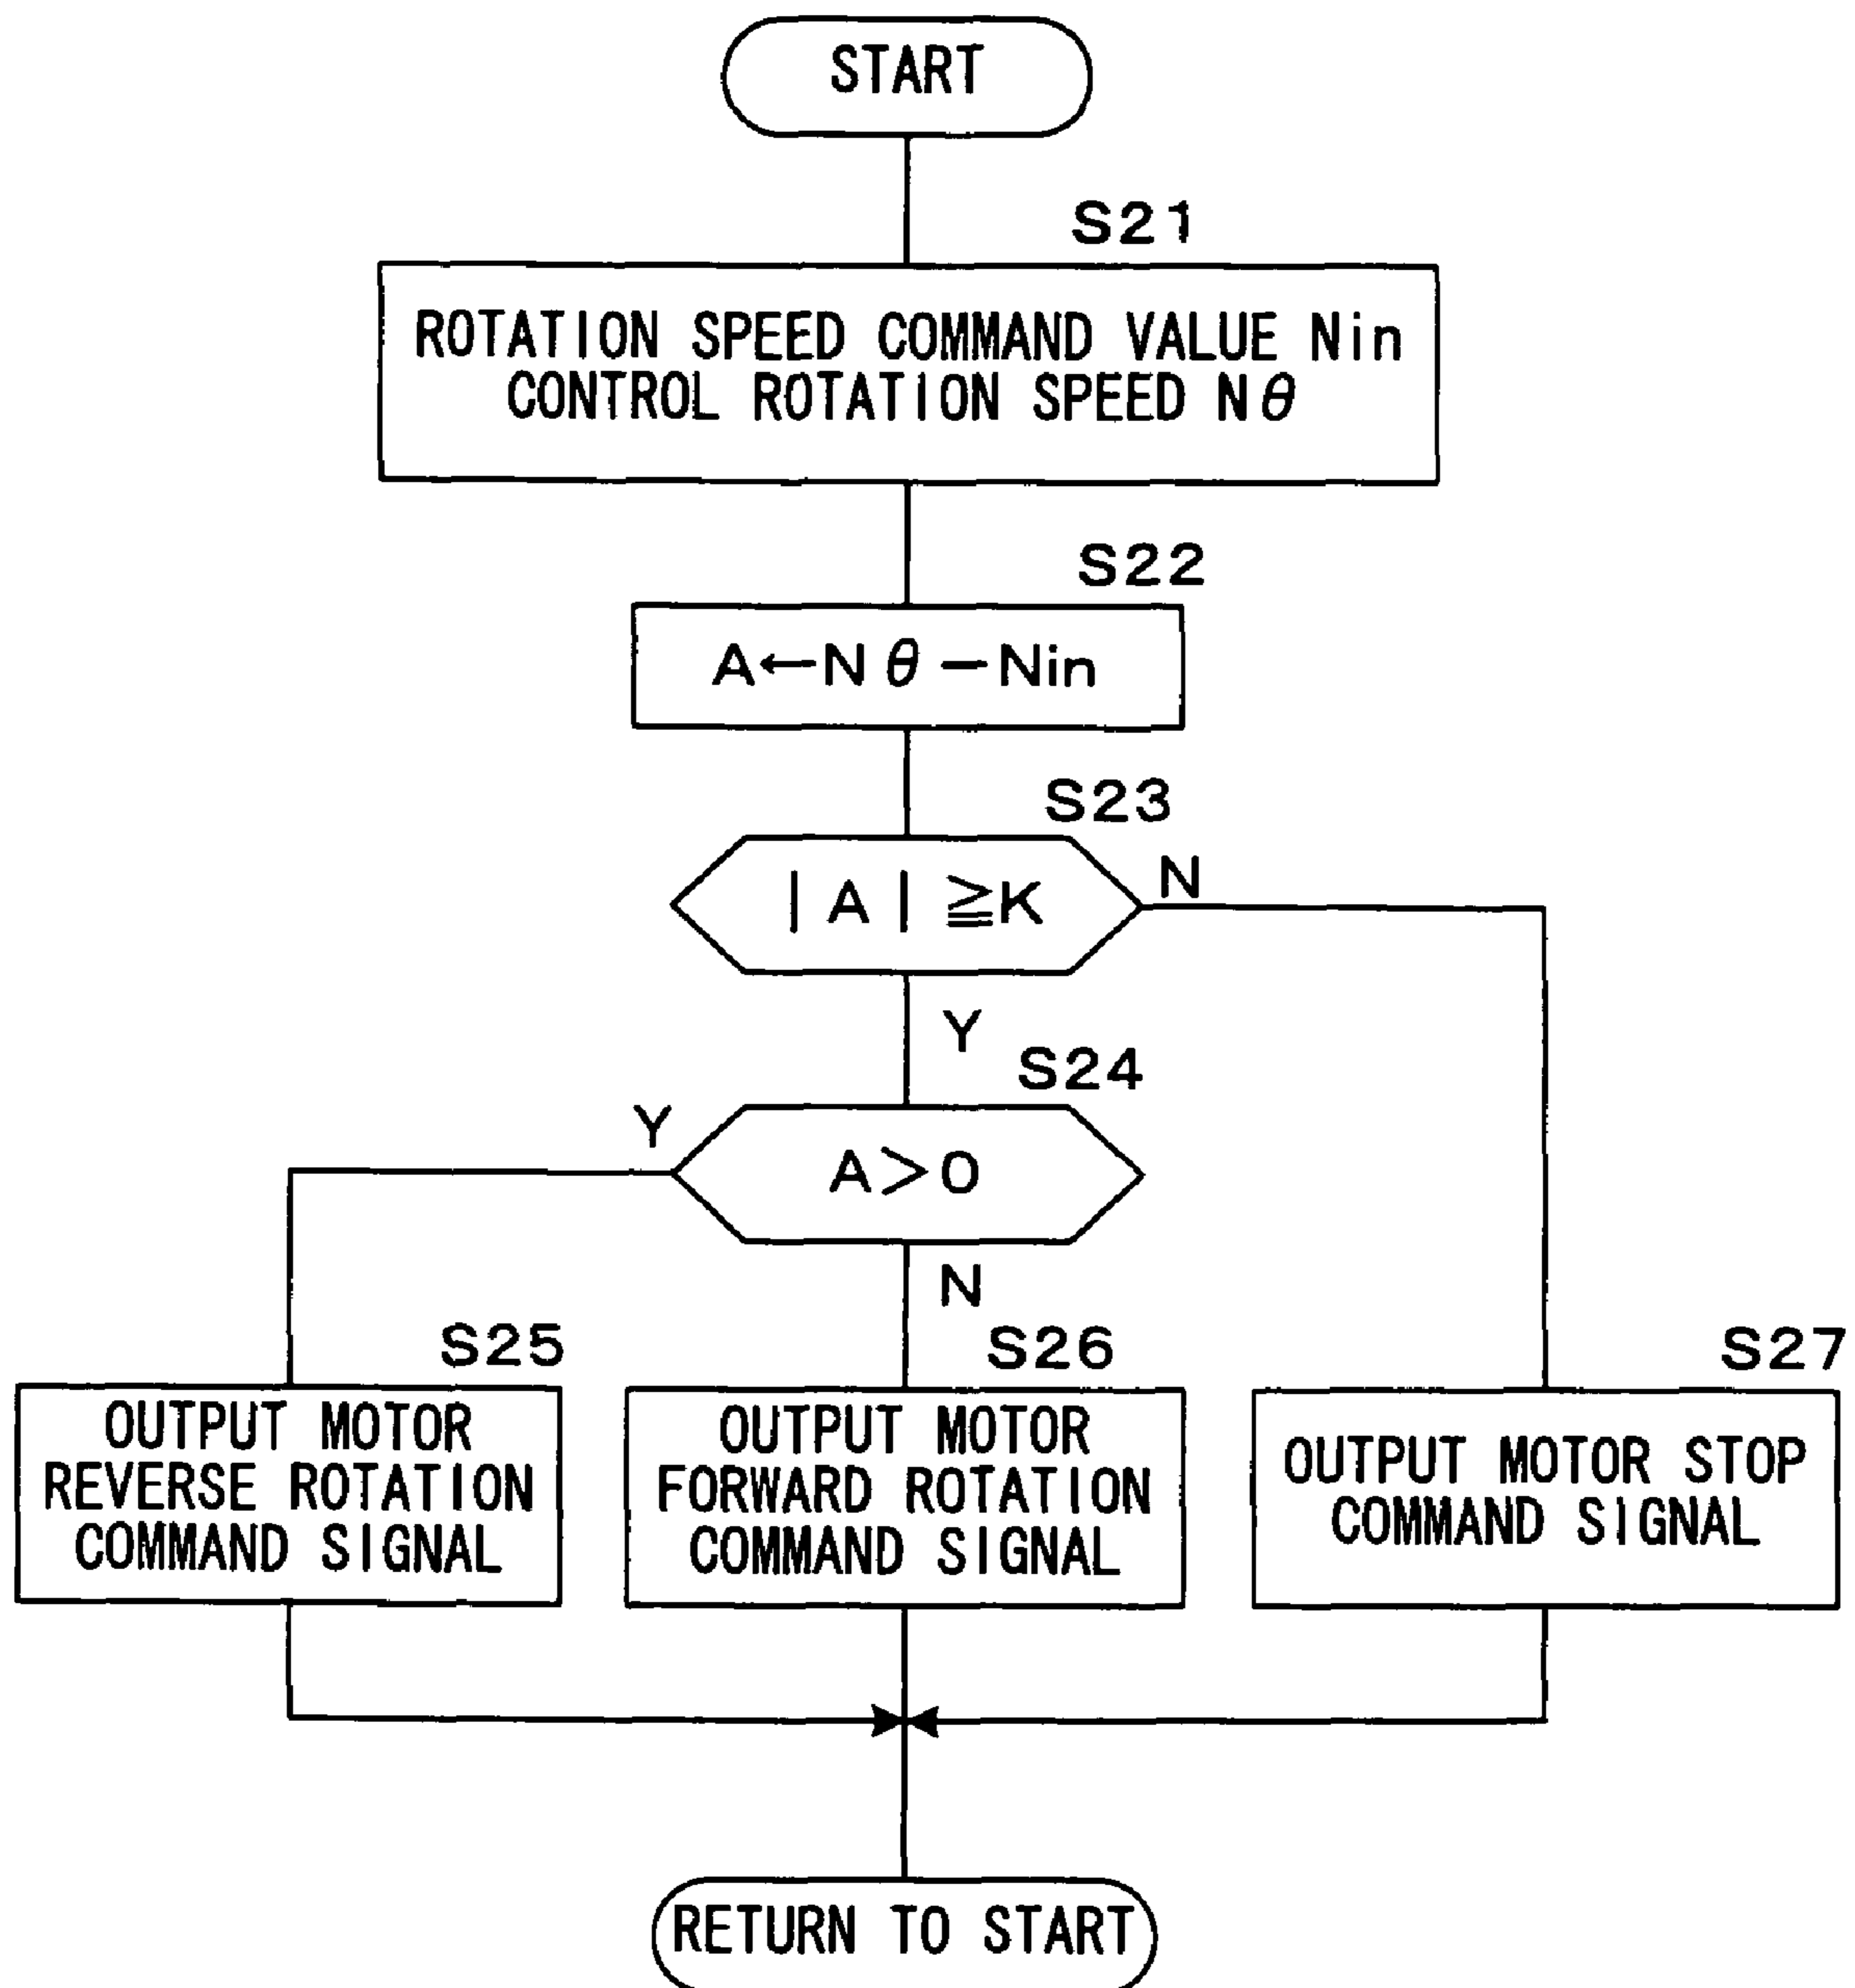 START
S21
ROTATION SPEED COMMAND VALUE Nin
CONTROL ROTATION SPEED Nθ
S22
A←Nθ−Nin
S23
|A|≧K
N
Y
S24
Y
A>0
N
S25
OUTPUT MOTOR
REVERSE ROTATION
COMMAND SIGNAL
S26
OUTPUT MOTOR
FORWARD ROTATION
COMMAND SIGNAL
S27
OUTPUT MOTOR STOP
COMMAND SIGNAL
RETURN TO START